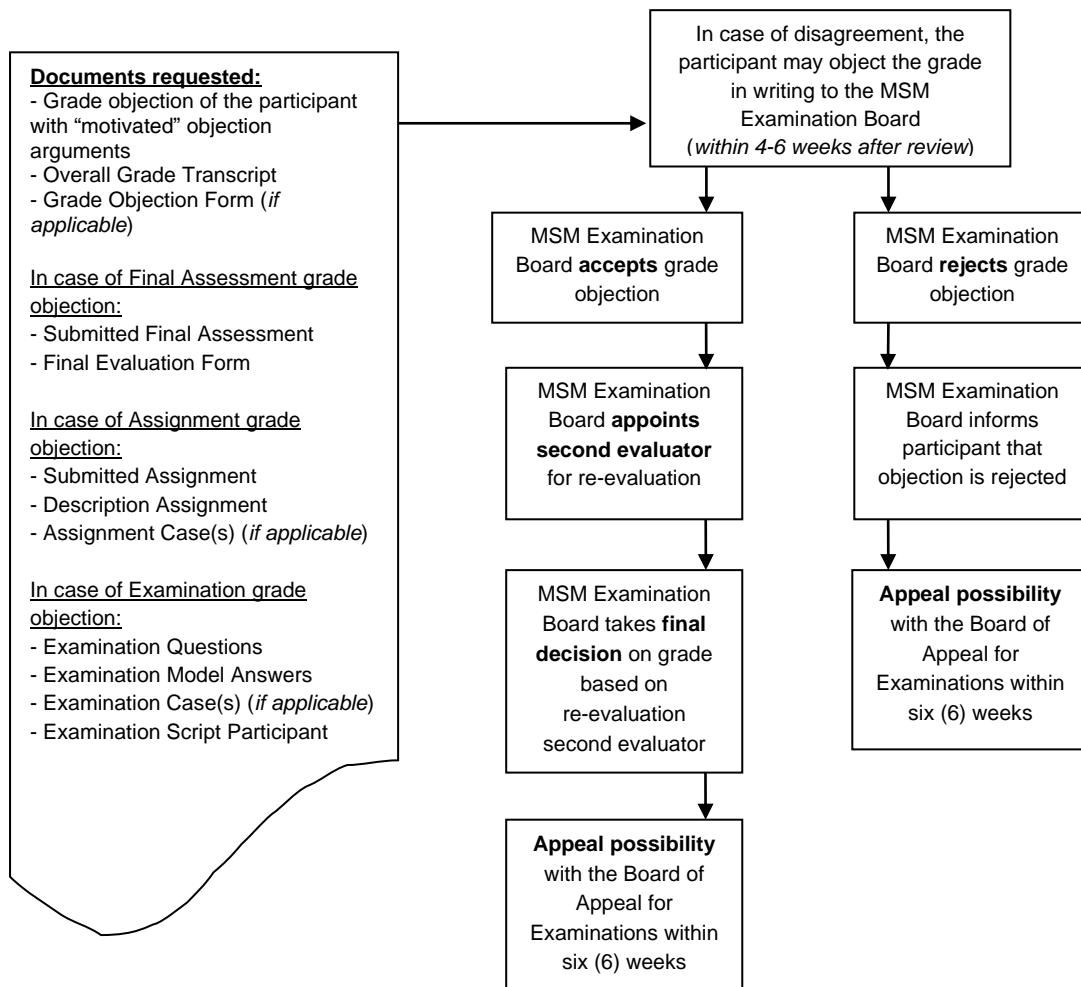 Documents requested:
- Grade objection of the participant
with “motivated” objection
arguments
- Overall Grade Transcript
- Grade Objection Form (if
applicable)
In case of Final Assessment grade
objection:
- Submitted Final Assessment
- Final Evaluation Form
In case of Assignment grade
objection:
- Submitted Assignment
- Description Assignment
- Assignment Case(s) (if applicable)
In case of Examination grade
objection:
- Examination Questions
- Examination Model Answers
- Examination Case(s) (if applicable)
- Examination Script Participant
In case of disagreement, the
participant may object the grade
in writing to the MSM
Examination Board
(within 4-6 weeks after review)
MSM Examination
Board accepts grade
objection
MSM Examination
Board appoints
second evaluator
for re-evaluation
MSM Examination
Board takes final
decision on grade
based on
re-evaluation
second evaluator
Appeal possibility
with the Board of
Appeal for
Examinations within
six (6) weeks
MSM Examination
Board rejects grade
objection
MSM Examination
Board informs
participant that
objection is rejected
Appeal possibility
with the Board of
Appeal for
Examinations within
six (6) weeks